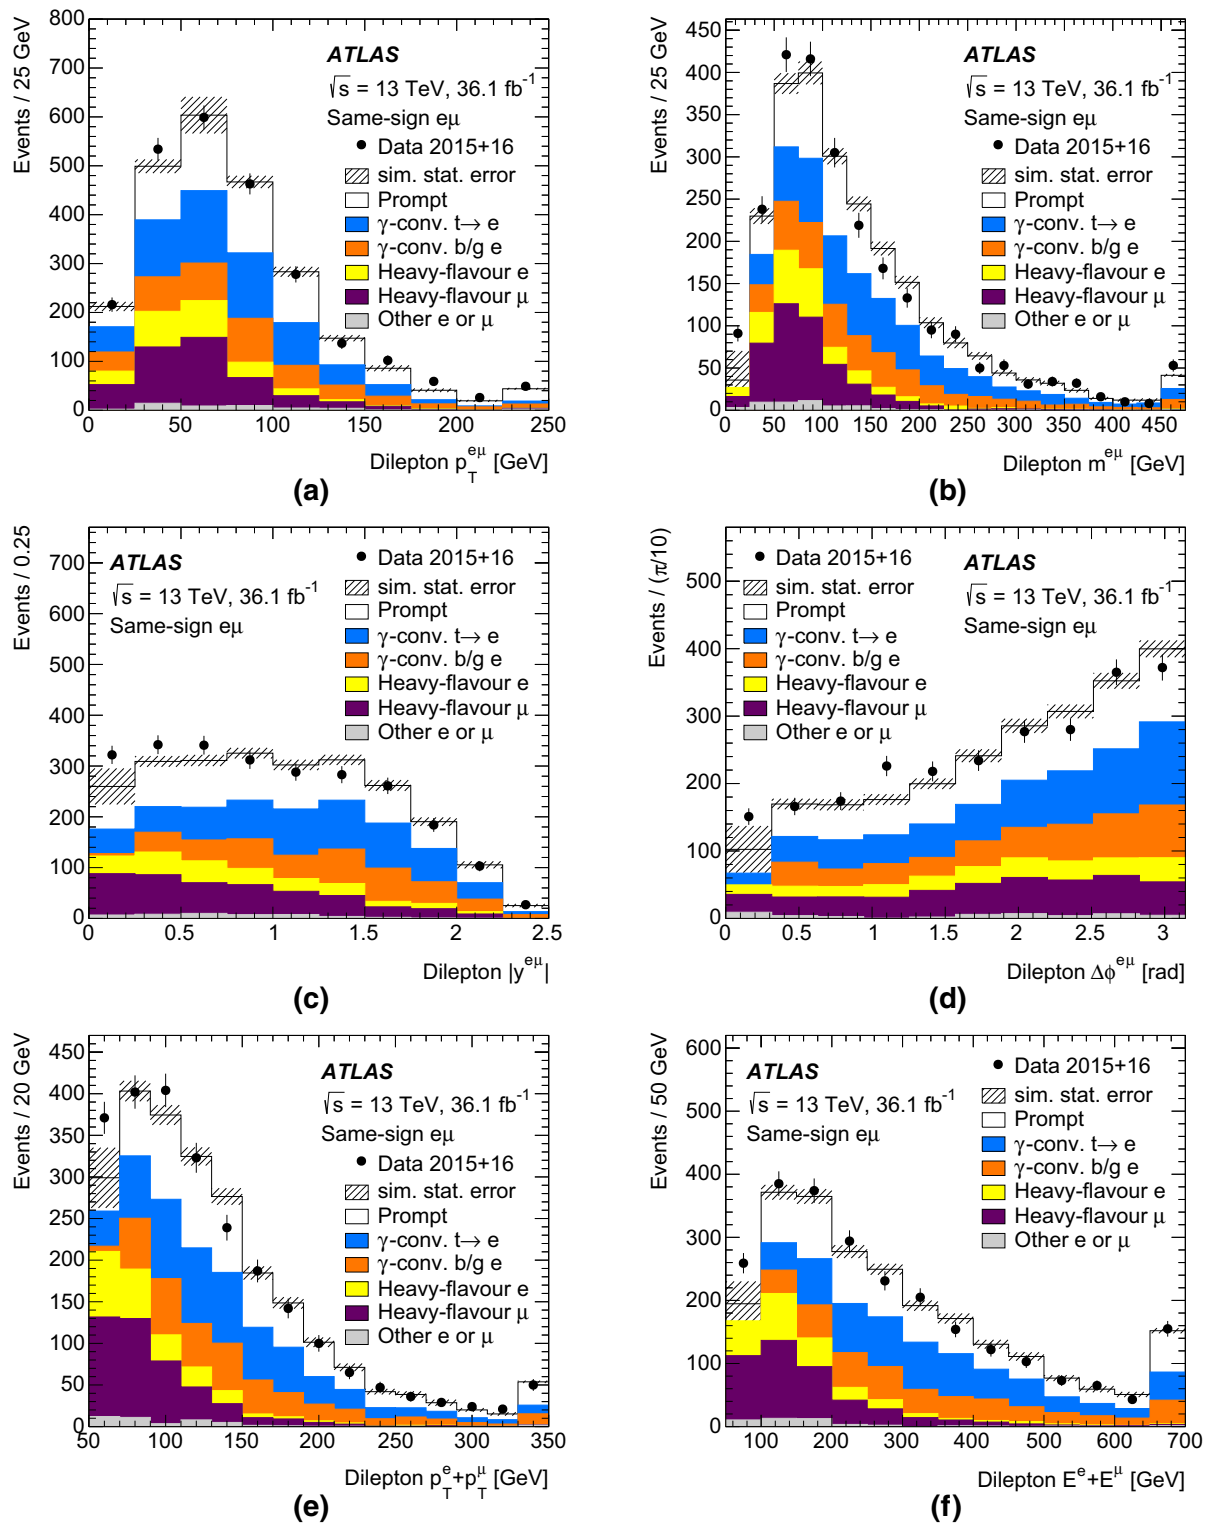 Events / 25 GeV
800
700
600
500
400
300
200
100
0
ATLAS
√s = 13 TeV, 36.1 fb⁻¹
Same-sign eμ
Data 2015+16
sim. stat. error
Prompt
γ-conv. t→ e
γ-conv. b/g e
Heavy-flavour e
Heavy-flavour μ
Other e or μ
0 50 100 150 200 250
Dilepton p_T^{eμ} [GeV]
(a)
Events / 25 GeV
450
400
350
300
250
200
150
100
50
0
ATLAS
√s = 13 TeV, 36.1 fb⁻¹
Same-sign eμ
Data 2015+16
sim. stat. error
Prompt
γ-conv. t→ e
γ-conv. b/g e
Heavy-flavour e
Heavy-flavour μ
Other e or μ
0 50 100 150 200 250 300 350 400 450
Dilepton m^{eμ} [GeV]
(b)
Events / 0.25
700
600
500
400
300
200
100
0
ATLAS
√s = 13 TeV, 36.1 fb⁻¹
Same-sign eμ
Data 2015+16
sim. stat. error
Prompt
γ-conv. t→ e
γ-conv. b/g e
Heavy-flavour e
Heavy-flavour μ
Other e or μ
0 0.5 1 1.5 2 2.5
Dilepton |y^{eμ}|
(c)
Events / (π/10)
500
400
300
200
100
0
Data 2015+16
sim. stat. error
Prompt
γ-conv. t→ e
γ-conv. b/g e
Heavy-flavour e
Heavy-flavour μ
Other e or μ
ATLAS
√s = 13 TeV, 36.1 fb⁻¹
Same-sign eμ
0 0.5 1 1.5 2 2.5 3
Dilepton Δϕ^{eμ} [rad]
(d)
Events / 20 GeV
450
400
350
300
250
200
150
100
50
0
ATLAS
√s = 13 TeV, 36.1 fb⁻¹
Same-sign eμ
Data 2015+16
sim. stat. error
Prompt
γ-conv. t→ e
γ-conv. b/g e
Heavy-flavour e
Heavy-flavour μ
Other e or μ
50 100 150 200 250 300 350
Dilepton p_T^e+p_T^μ [GeV]
(e)
Events / 50 GeV
600
500
400
300
200
100
0
ATLAS
√s = 13 TeV, 36.1 fb⁻¹
Same-sign eμ
Data 2015+16
sim. stat. error
Prompt
γ-conv. t→ e
γ-conv. b/g e
Heavy-flavour e
Heavy-flavour μ
Other e or μ
100 200 300 400 500 600 700
Dilepton E^e+E^μ [GeV]
(f)